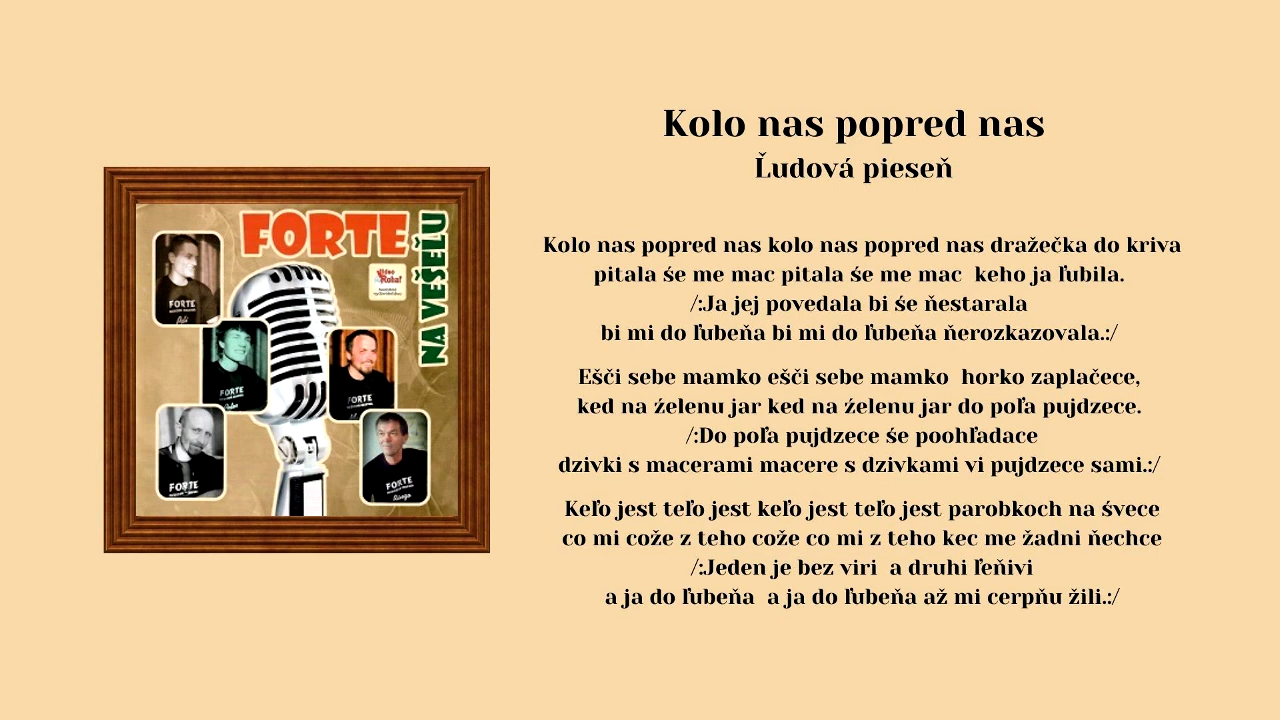 Kolo nas popred nas
Ľudová pieseň
Kolo nas popred nas kolo nas popred nas dražečka do kriva
pitala śe me mac pitala śe me mac keho ja ľubila.
/:Ja jej povedala bi śe ňestarala
bi mi do ľubeňa bi mi do ľubeňa ňerozkazovala.:/
Ešči sebe mamko ešči sebe mamko horko zaplačece,
ked na źelenu jar ked na źelenu jar do poľa pujdzece.
/:Do poľa pujdzece śe poohľadace
dzivki s macerami macere s dzivkami vi pujdzece sami.:/
Keľo jest teľo jest keľo jest teľo jest parobkoch na śvece
co mi cože z teho cože co mi z teho kec me žadni ňechce
/:Jeden je bez viri a druhi ľeňivi
a ja do ľubeňa a ja do ľubeňa až mi cerpňu žili.:/
FORTE
NA VEŠEĽU
Video
Rohaľ
FORTE
FORTE
FORTE
FORTE
FORTE
Ringo